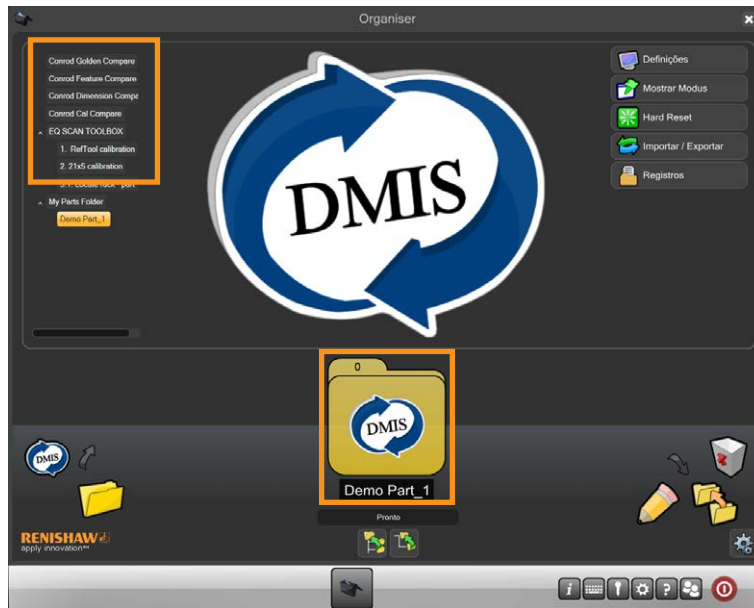 Organiser
Conrod Golden Compare
Conrod Feature Compare
Conrod Dimension Compa
Conrod Cal Compare
EQ SCAN TOOLBOX
1. RefTool calibration
2. 21x5 calibration
My Parts Folder
Demo Part_1
DMIS
Definições
Mostrar Modus
Hard Reset
Importar / Exportar
Registros
0
DMIS
Demo Part_1
Pronto
DMIS
RENISHAW
apply innovation™